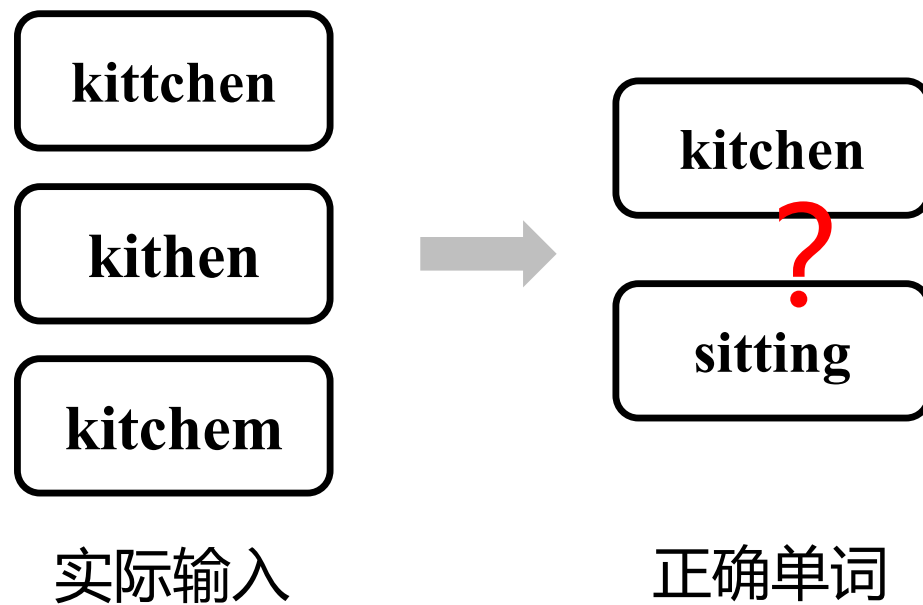 kittchen
kithen
kitchem
实际输入
kitchen
?
sitting
正确单词